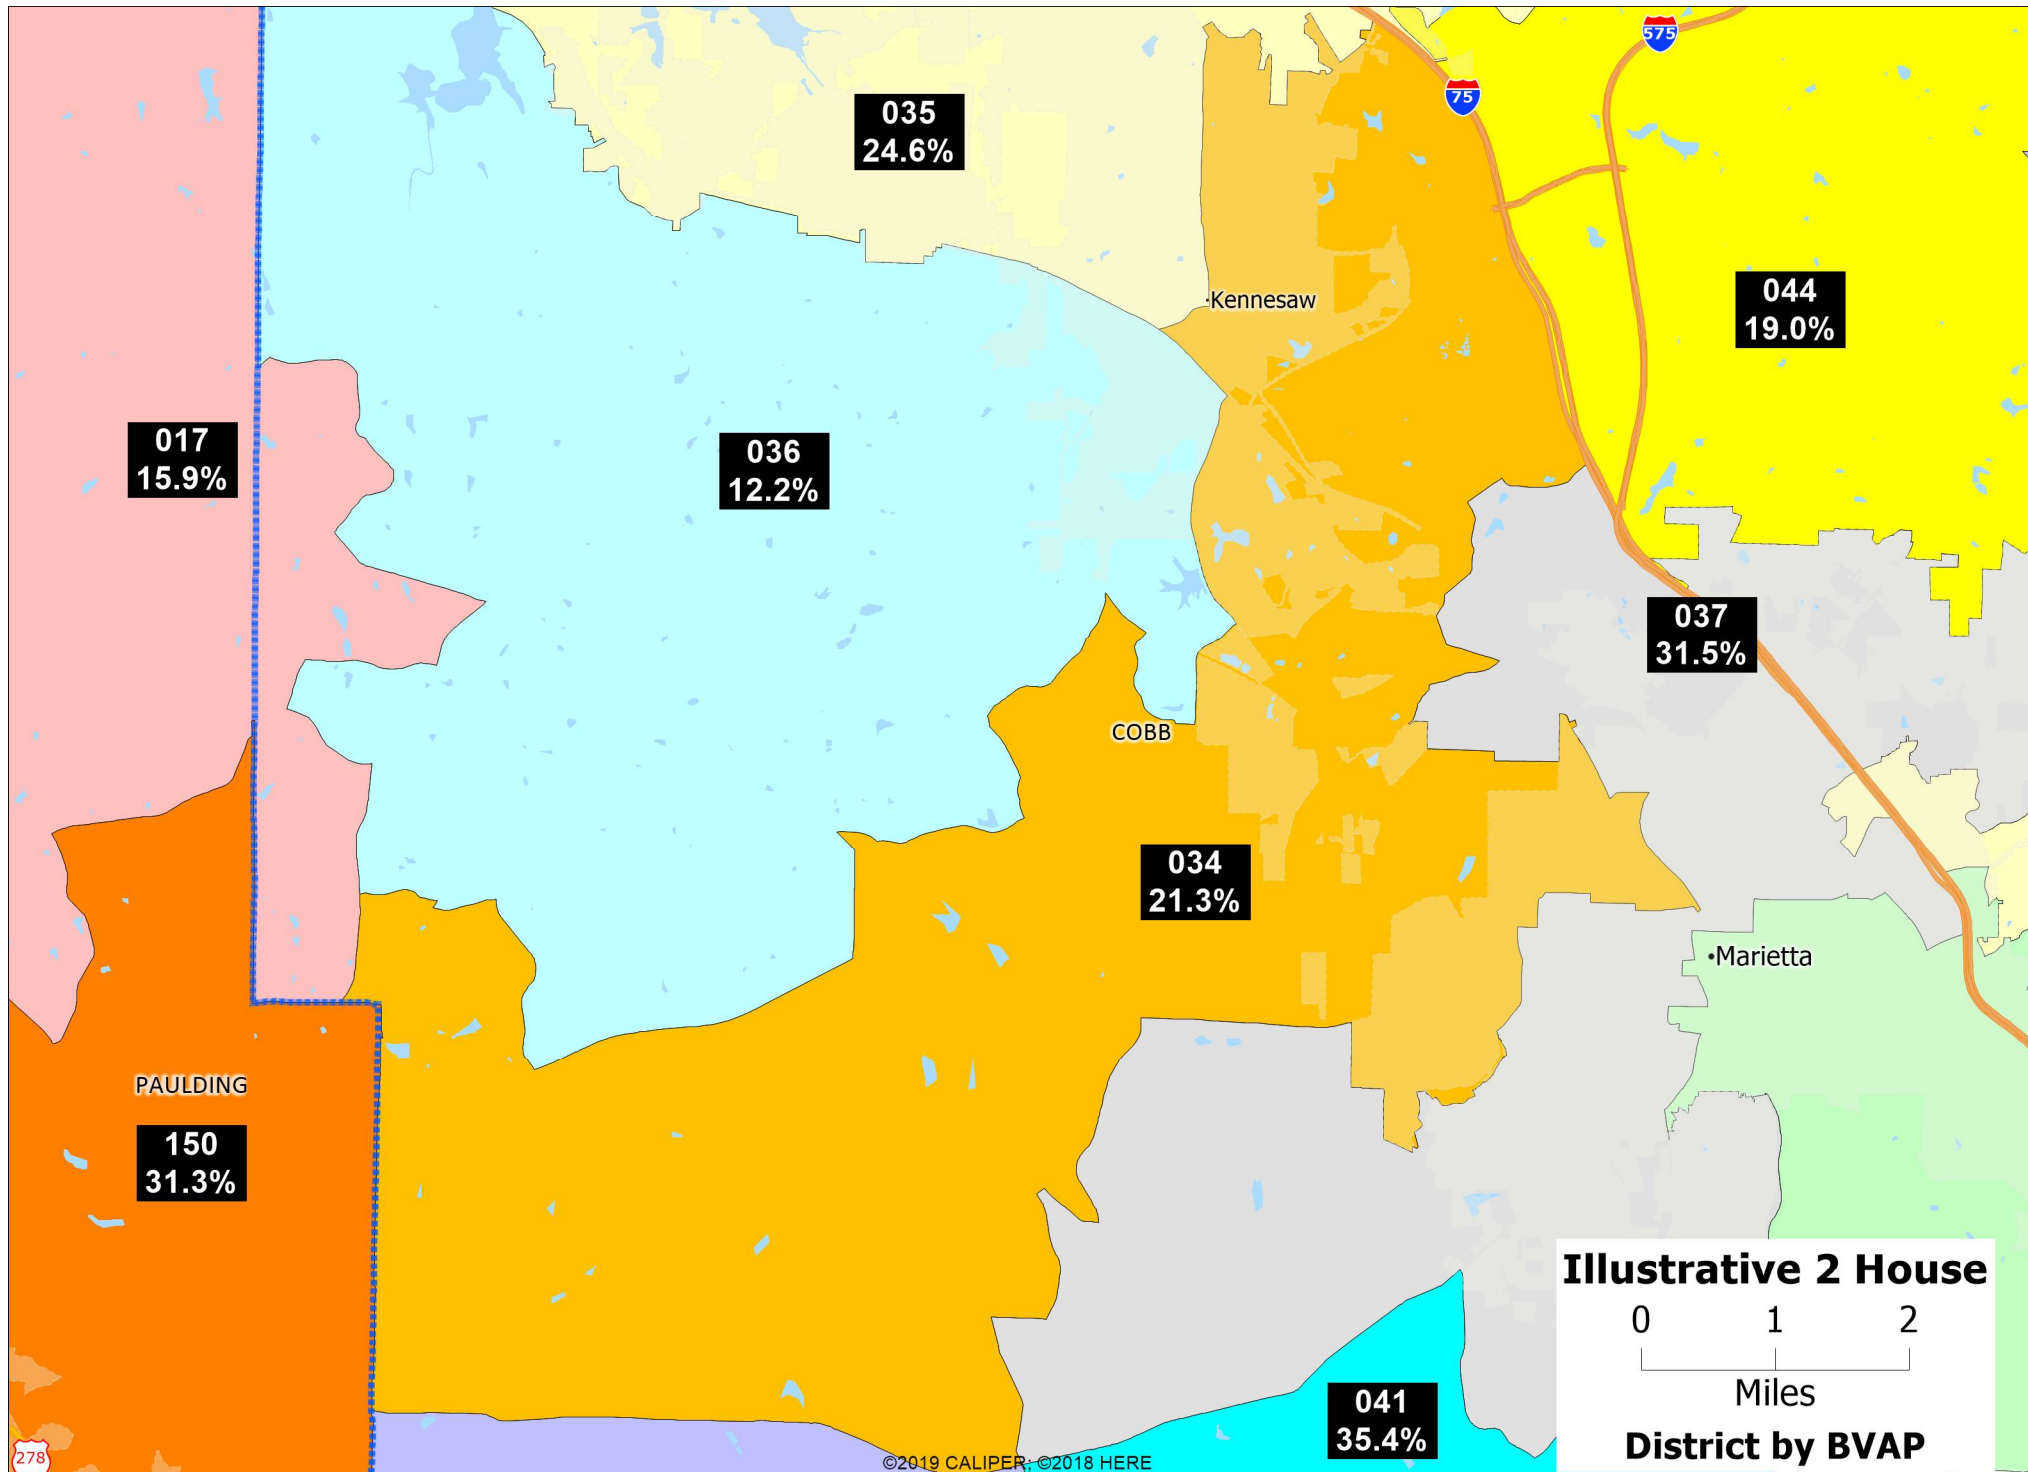 575
75
035
24.6%
Kennesaw
044
19.0%
017
15.9%
036
12.2%
037
31.5%
COBB
034
21.3%
Marietta
PAULDING
150
31.3%
Illustrative 2 House
0 1 2
Miles
District by BVAP
041
35.4%
278
©2019 CALIPER; ©2018 HERE